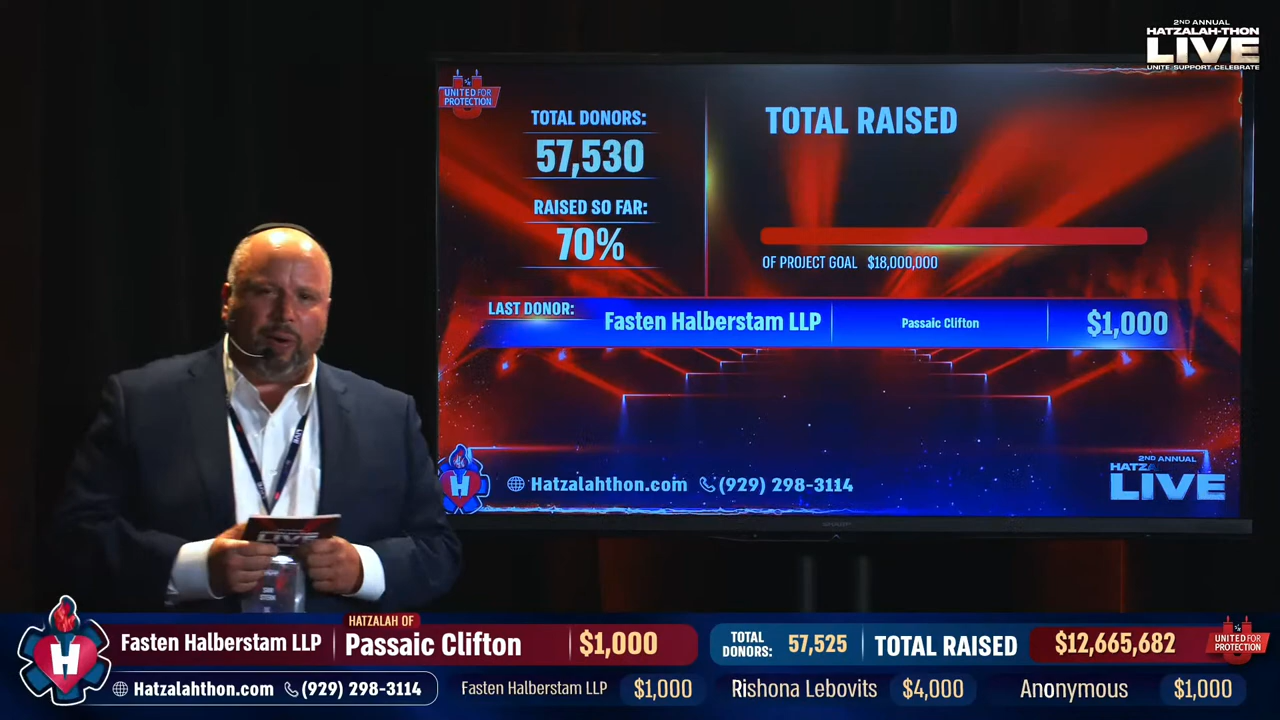 2ND ANNUAL
HATZALAH-THON
LIVE
UNITE. SUPPORT. CELEBRATE
UNITED FOR
PROTECTION
TOTAL DONORS:
57,530
RAISED SO FAR:
70%
TOTAL RAISED
OF PROJECT GOAL $18,000,000
LAST DONOR:
Fasten Halberstam LLP
Passaic Clifton
$1,000
H
Hatzalahthon.com (929) 298-3114
2ND ANNUAL
HATZA
LIVE
LIVE
LIVE
H
Fasten Halberstam LLP
HATZALAH OF
Passaic Clifton
$1,000
TOTAL
DONORS:
57,525
TOTAL RAISED
$12,665,682
UNITED FOR
PROTECTION
Hatzalahthon.com (929) 298-3114
Fasten Halberstam LLP $1,000 Rishona Lebovits $4,000 Anonymous $1,000